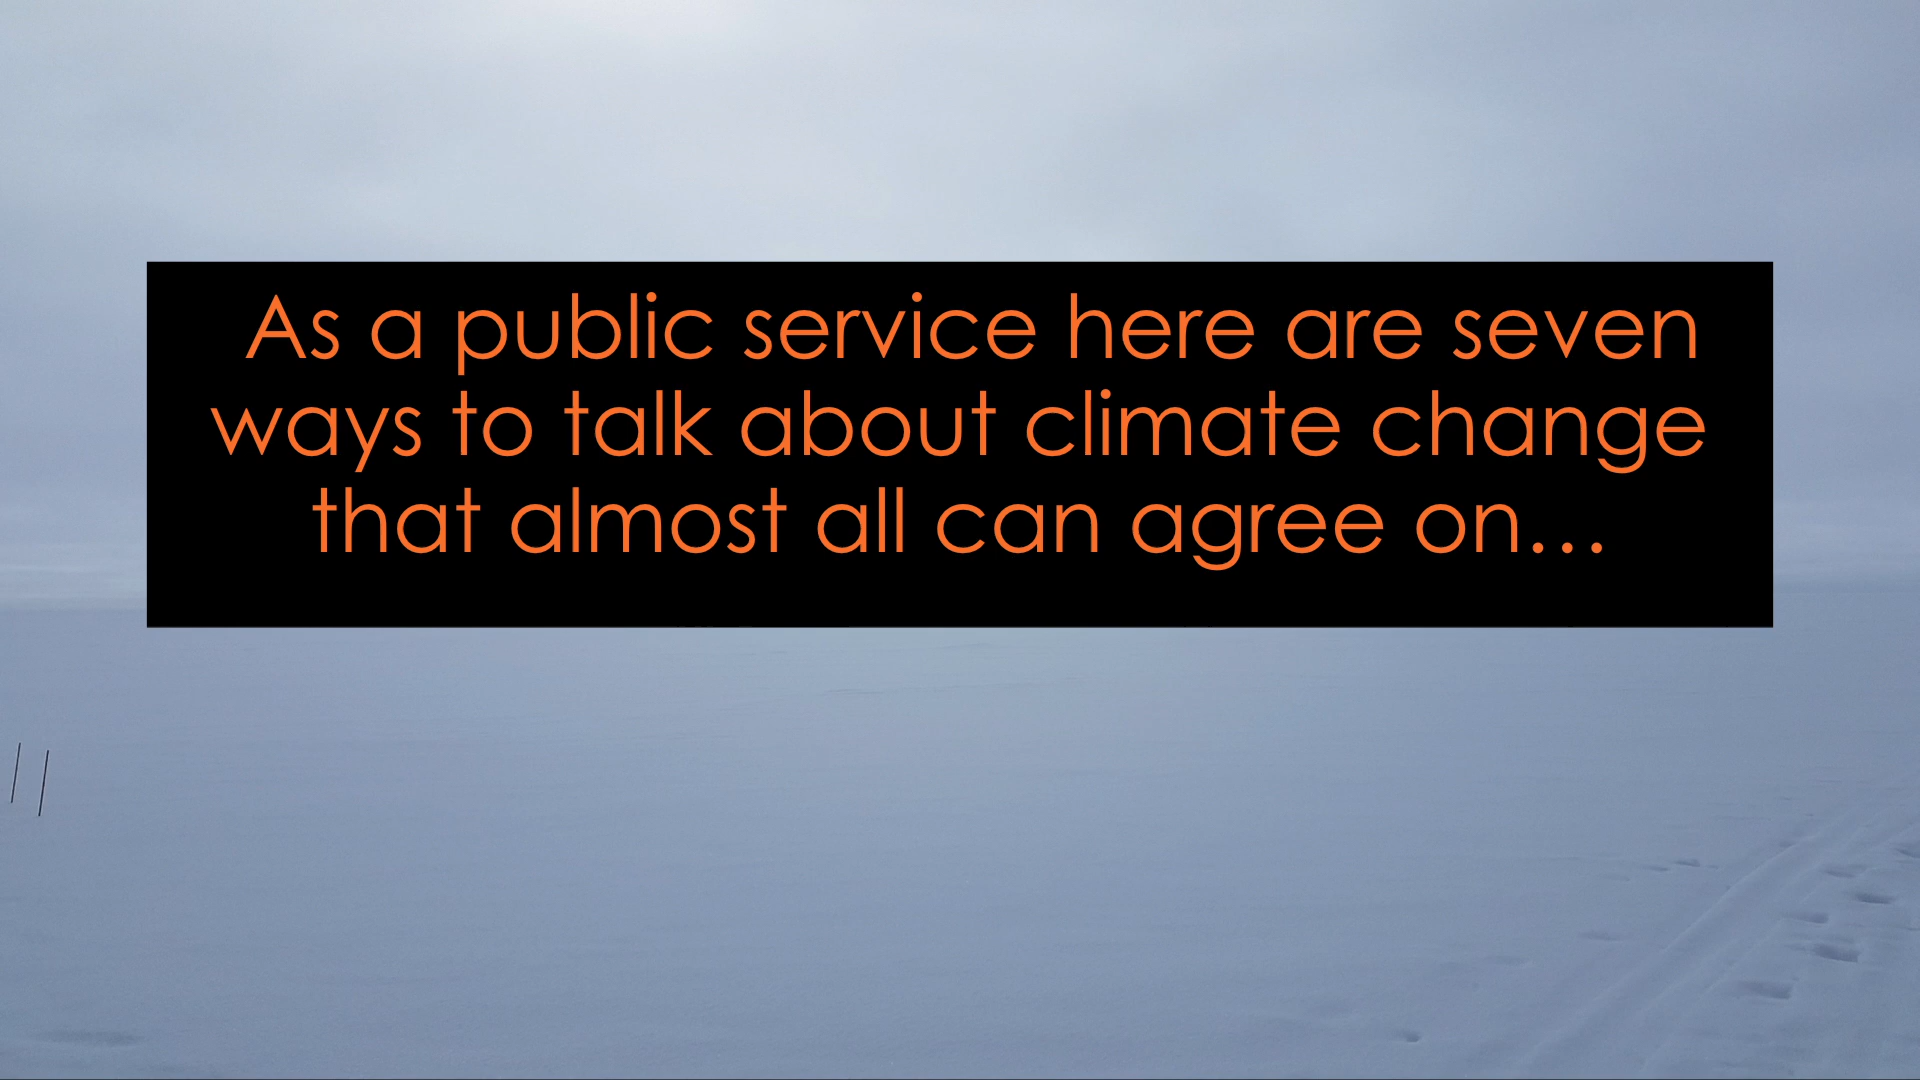 As a public service here are seven
ways to talk about climate change
that almost all can agree on…